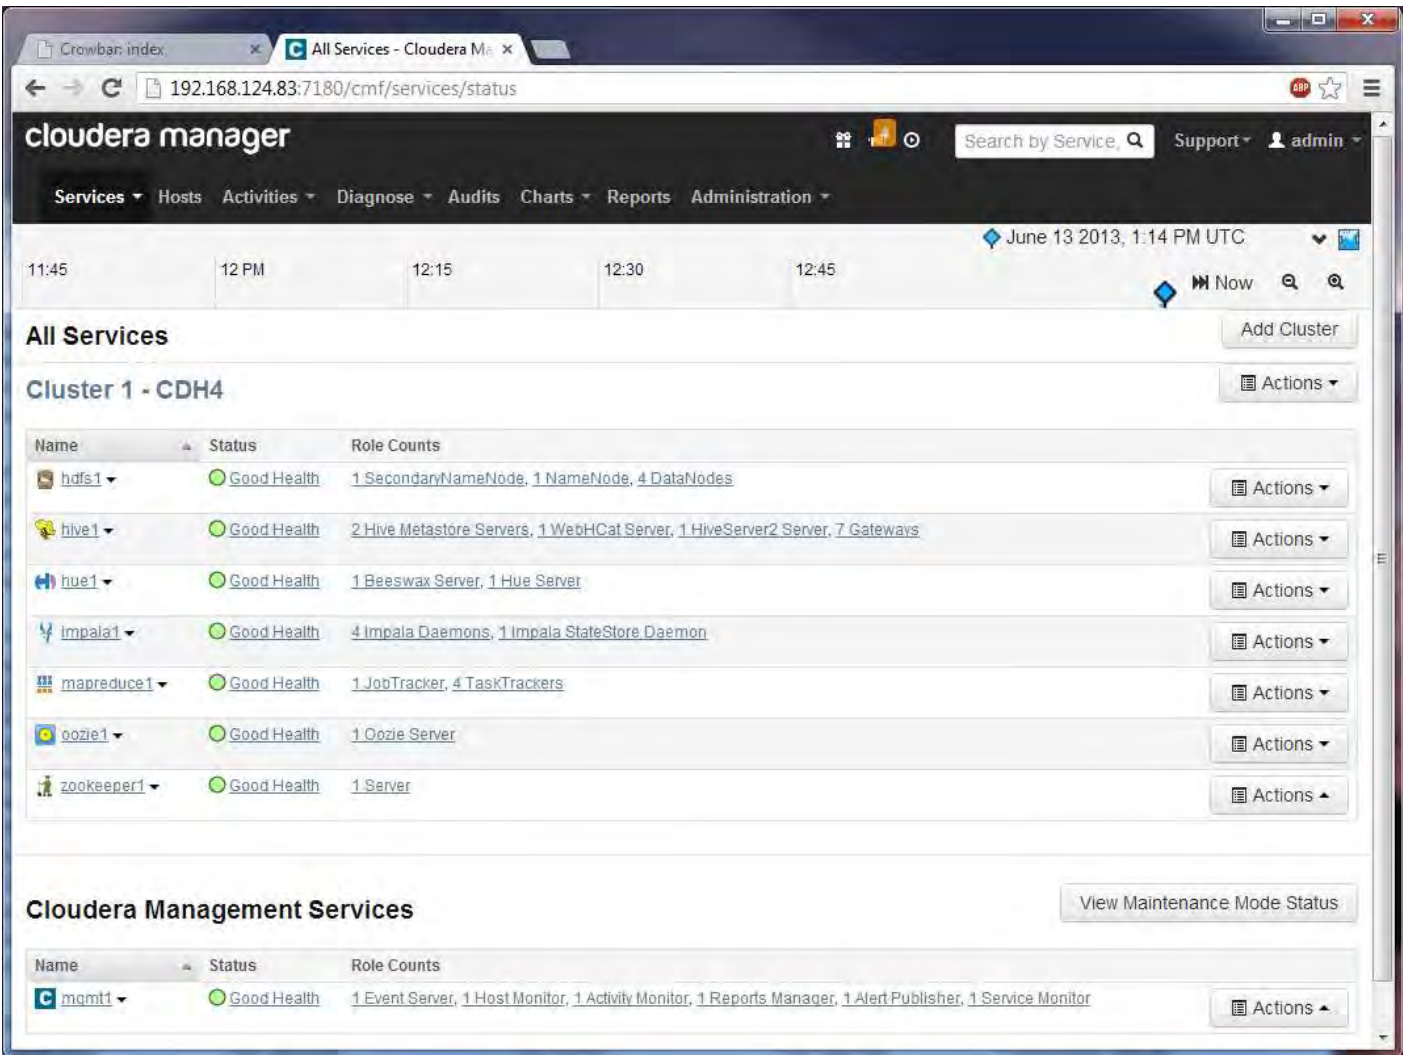 Crowbar: index
C All Services - Cloudera Ma
192.168.124.83:7180/cmf/services/status
ABP
cloudera manager
Search by Service,
Support
admin
Services Hosts Activities Diagnose Audits Charts Reports Administration
June 13 2013, 1:14 PM UTC
11:45 12 PM 12:15 12:30 12:45
Now
All Services
Add Cluster
Cluster 1 - CDH4
Actions
Name Status Role Counts
hdfs1 Good Health 1 SecondaryNameNode, 1 NameNode, 4 DataNodes Actions
hive1 Good Health 2 Hive Metastore Servers, 1 WebHCat Server, 1 HiveServer2 Server, 7 Gateways Actions
hue1 Good Health 1 Beeswax Server, 1 Hue Server Actions
impala1 Good Health 4 Impala Daemons, 1 Impala StateStore Daemon Actions
mapreduce1 Good Health 1 JobTracker, 4 TaskTrackers Actions
oozie1 Good Health 1 Oozie Server Actions
zookeeper1 Good Health 1 Server Actions
Cloudera Management Services
View Maintenance Mode Status
Name Status Role Counts
C mgmt1 Good Health 1 Event Server, 1 Host Monitor, 1 Activity Monitor, 1 Reports Manager, 1 Alert Publisher, 1 Service Monitor Actions